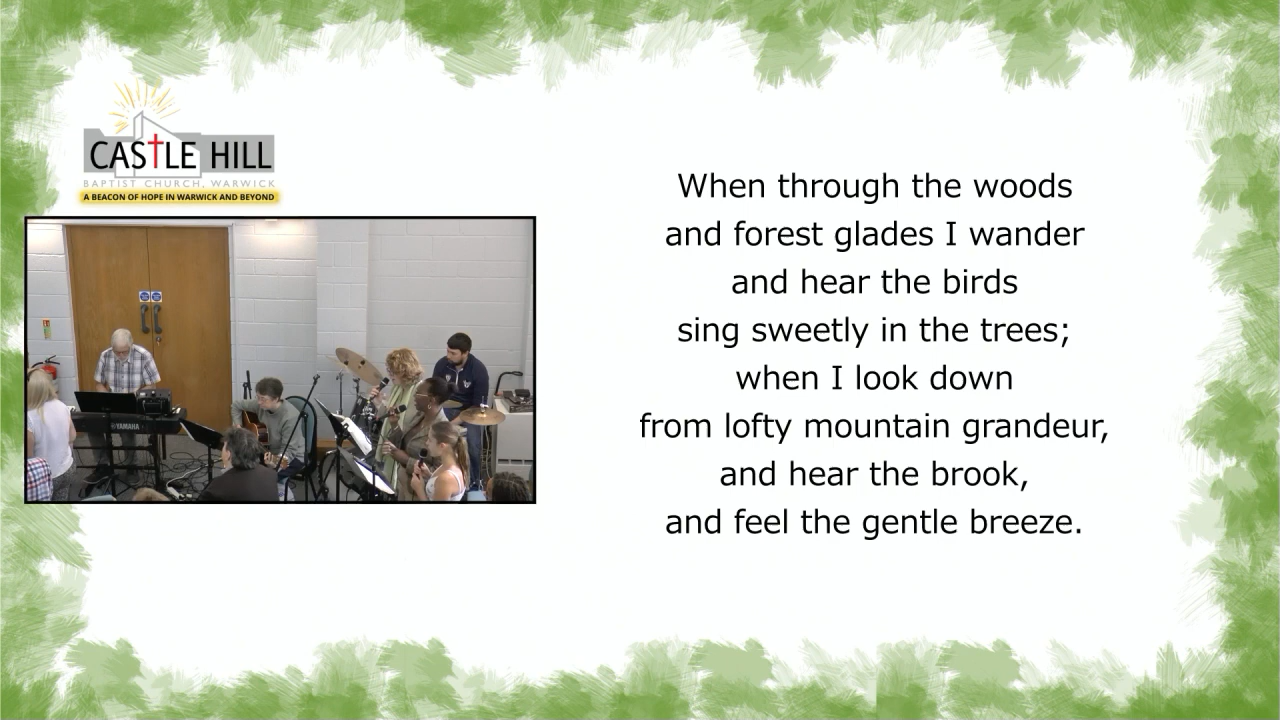 CASTLE HILL
BAPTIST CHURCH, WARWICK
A BEACON OF HOPE IN WARWICK AND BEYOND
YAMAHA
When through the woods
and forest glades I wander
and hear the birds
sing sweetly in the trees;
when I look down
from lofty mountain grandeur,
and hear the brook,
and feel the gentle breeze.